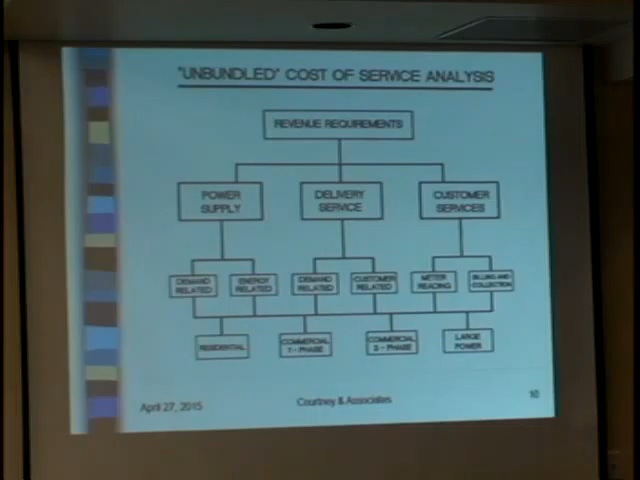 "UNBUNDLED" COST OF SERVICE ANALYSIS
REVENUE REQUIREMENTS
POWER
SUPPLY
DELIVERY
SERVICE
CUSTOMER
SERVICES
DEMAND
RELATED
ENERGY
RELATED
DEMAND
RELATED
CUSTOMER
RELATED
METER
READING
BILLING AND
COLLECTION
RESIDENTIAL
COMMERCIAL
1 - PHASE
COMMERCIAL
3 - PHASE
LARGE
POWER
April 27, 2015
Courtney & Associates
10